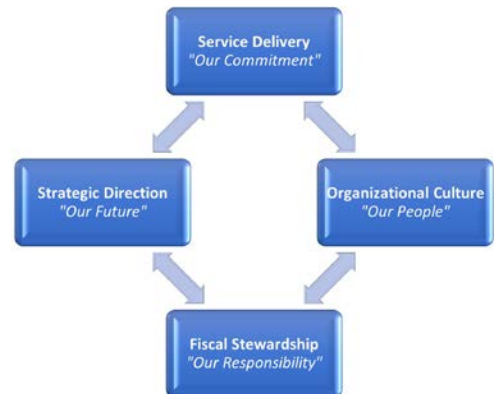 Service Delivery
"Our Commitment"
Strategic Direction
"Our Future"
Organizational Culture
"Our People"
Fiscal Stewardship
"Our Responsibility"